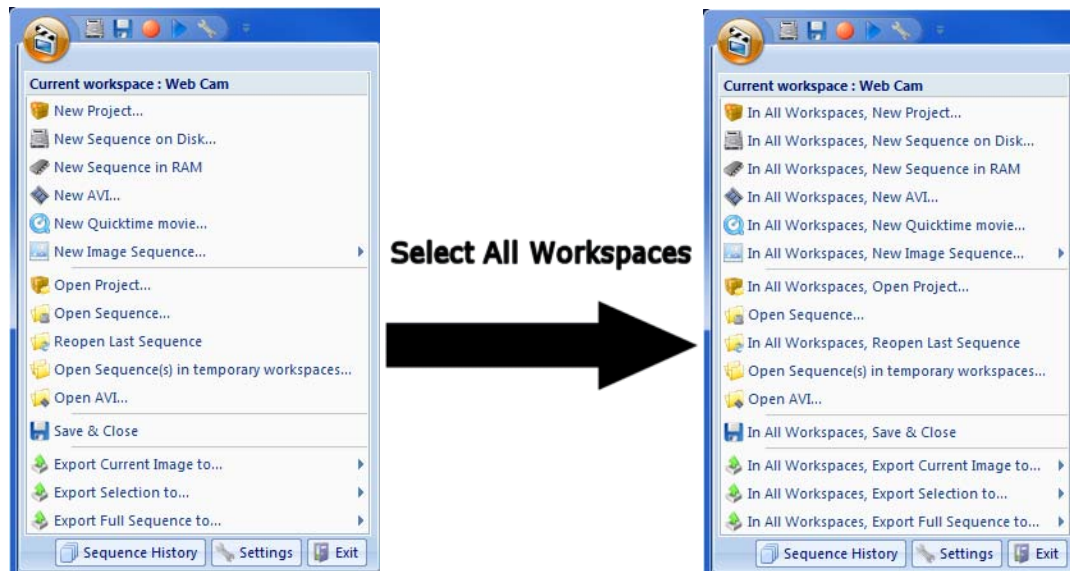 Current workspace : Web Cam
New Project...
New Sequence on Disk...
New Sequence in RAM
New AVI...
New Quicktime movie...
New Image Sequence...
Open Project...
Open Sequence...
Reopen Last Sequence
Open Sequence(s) in temporary workspaces...
Open AVI...
Save & Close
Export Current Image to...
Export Selection to...
Export Full Sequence to...
Sequence History Settings Exit
Select All Workspaces
Current workspace : Web Cam
In All Workspaces, New Project...
In All Workspaces, New Sequence on Disk...
In All Workspaces, New Sequence in RAM
In All Workspaces, New AVI...
In All Workspaces, New Quicktime movie...
In All Workspaces, New Image Sequence...
In All Workspaces, Open Project...
Open Sequence...
In All Workspaces, Reopen Last Sequence
Open Sequence(s) in temporary workspaces...
Open AVI...
In All Workspaces, Save & Close
In All Workspaces, Export Current Image to...
In All Workspaces, Export Selection to...
In All Workspaces, Export Full Sequence to...
Sequence History Settings Exit